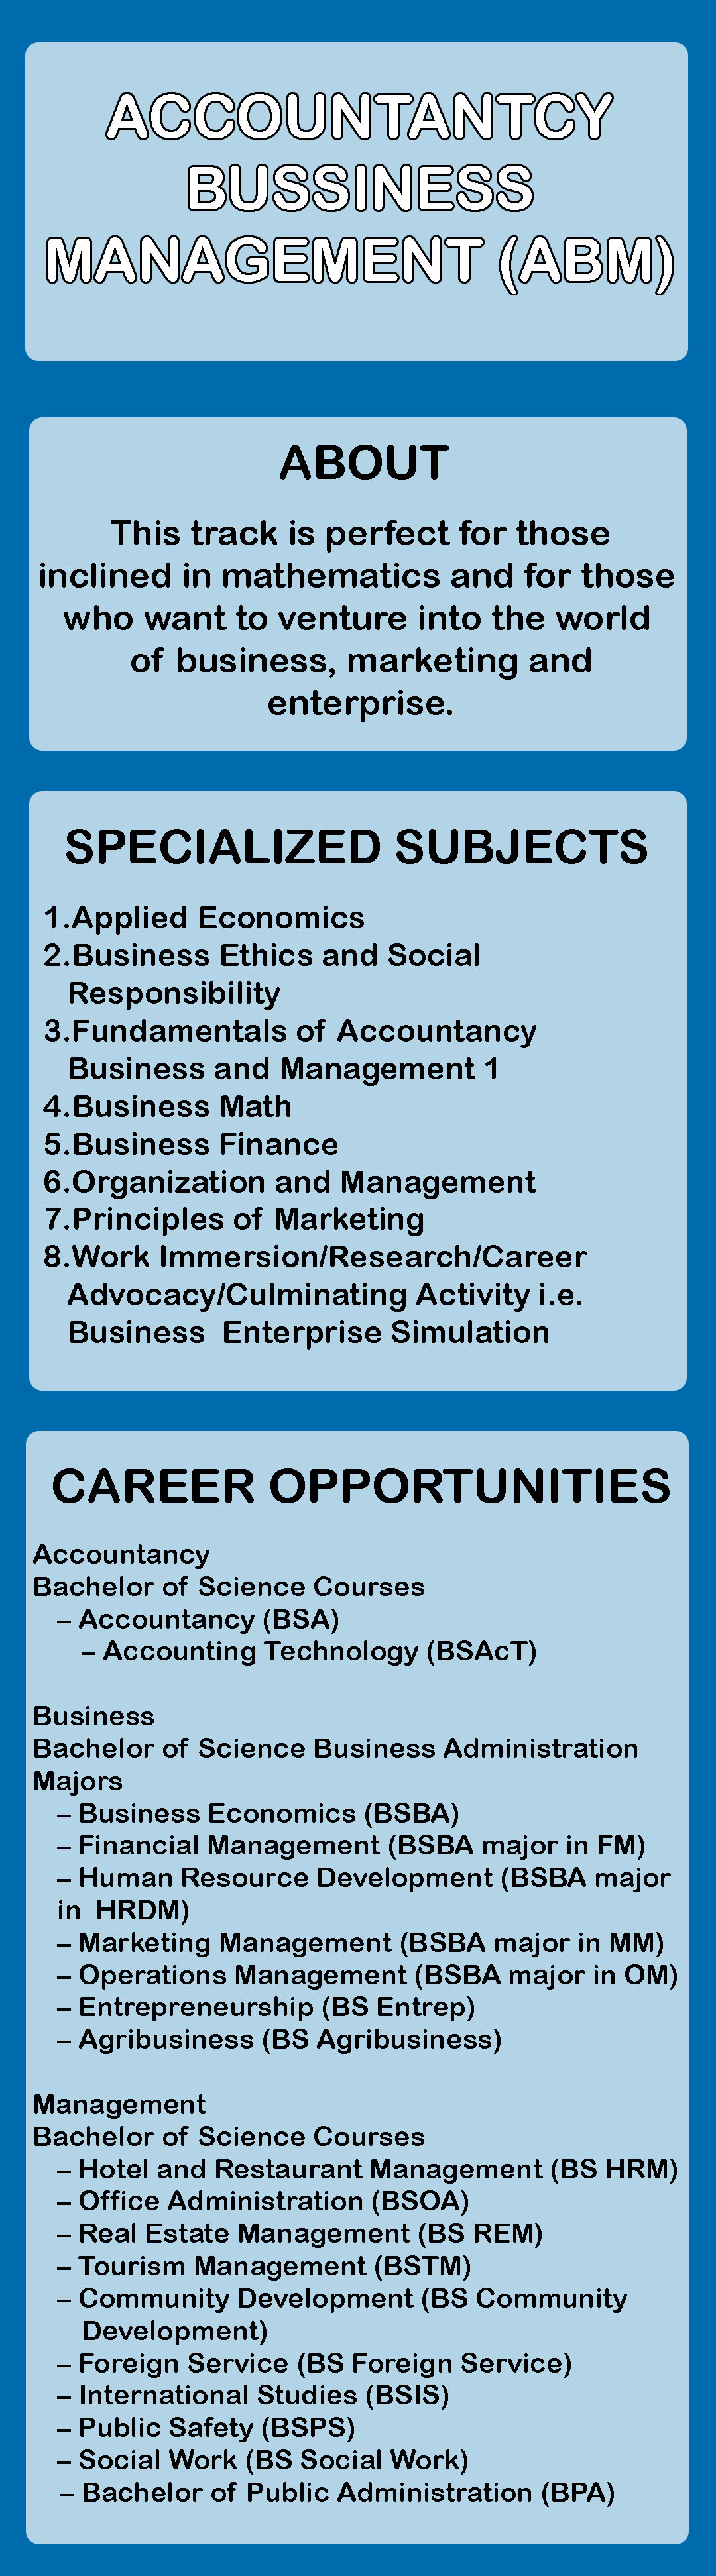 ACCOUNTANTCY
BUSSINESS
MANAGEMENT (ABM)
ABOUT
This track is perfect for those
inclined in mathematics and for those
who want to venture into the world
of business, marketing and
enterprise.
SPECIALIZED SUBJECTS
1.Applied Economics
2.Business Ethics and Social
Responsibility
3.Fundamentals of Accountancy
Business and Management 1
4.Business Math
5.Business Finance
6.Organization and Management
7.Principles of Marketing
8.Work Immersion/Research/Career
Advocacy/Culminating Activity i.e.
Business Enterprise Simulation
CAREER OPPORTUNITIES
Accountancy
Bachelor of Science Courses
– Accountancy (BSA)
– Accounting Technology (BSAcT)
Business
Bachelor of Science Business Administration
Majors
– Business Economics (BSBA)
– Financial Management (BSBA major in FM)
– Human Resource Development (BSBA major
in HRDM)
– Marketing Management (BSBA major in MM)
– Operations Management (BSBA major in OM)
– Entrepreneurship (BS Entrep)
– Agribusiness (BS Agribusiness)
Management
Bachelor of Science Courses
– Hotel and Restaurant Management (BS HRM)
– Office Administration (BSOA)
– Real Estate Management (BS REM)
– Tourism Management (BSTM)
– Community Development (BS Community
Development)
– Foreign Service (BS Foreign Service)
– International Studies (BSIS)
– Public Safety (BSPS)
– Social Work (BS Social Work)
– Bachelor of Public Administration (BPA)